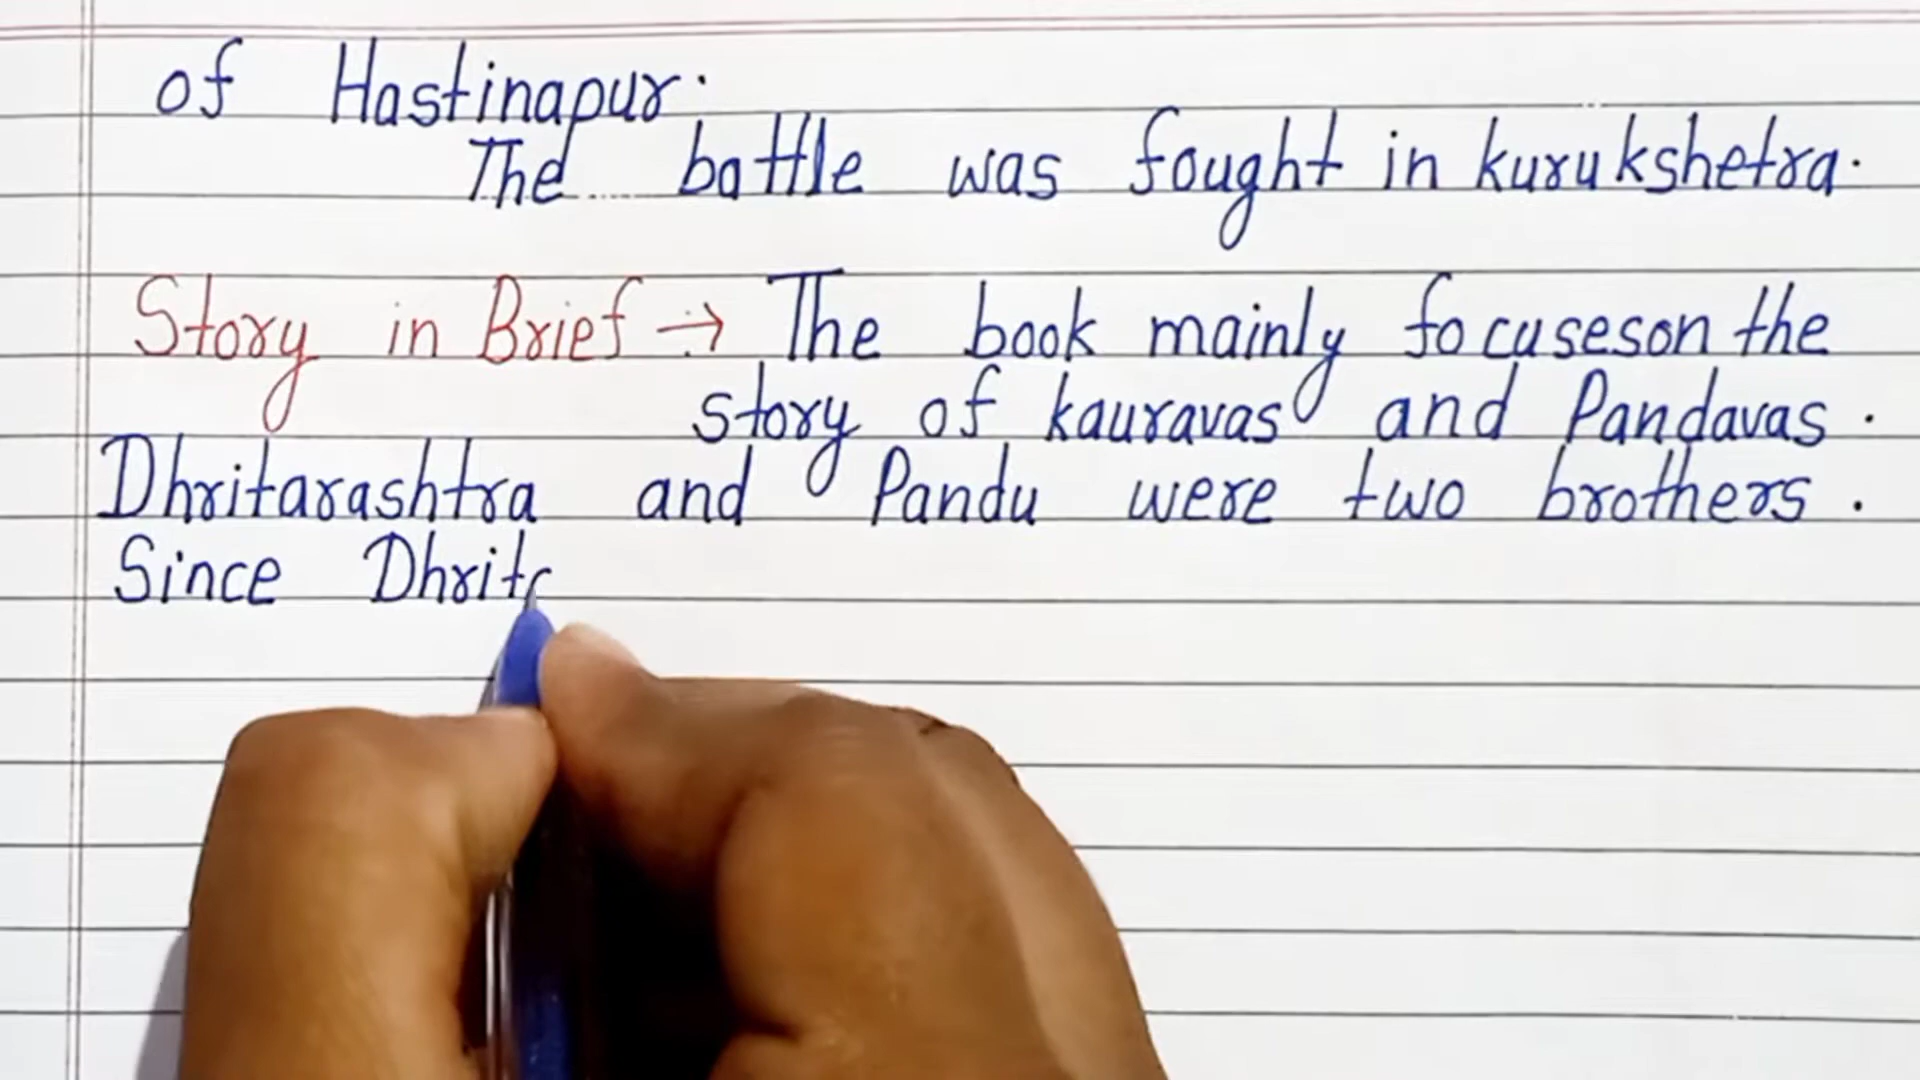 of Hastinapur.
The battle was fought in kurukshetra.
Story in Brief → The book mainly focuseson the
story of kauravas and Pandavas.
Dhritarashtra and Pandu were two brothers.
Since Dhrit